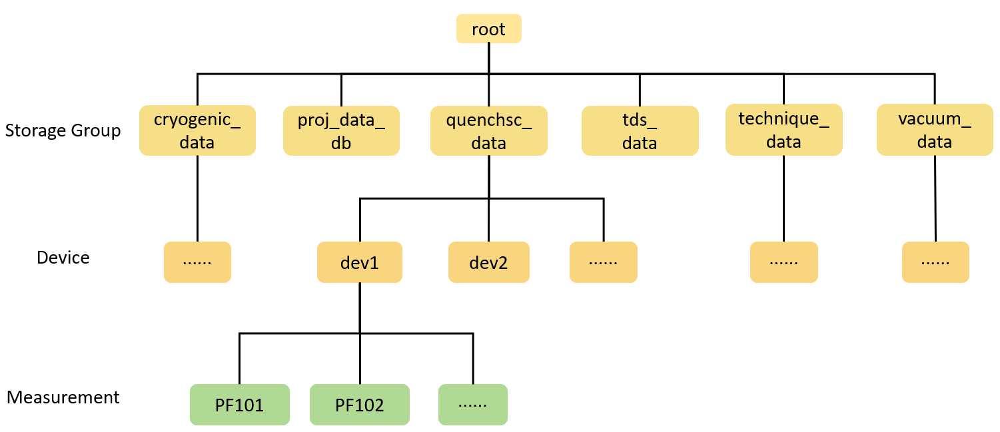 root
Storage Group
cryogenic_
data
proj_data_
db
quenchsc_
data
tds_
data
technique_
data
vacuum_
data
Device
······
dev1
dev2
······
······
······
Measurement
PF101
PF102
······